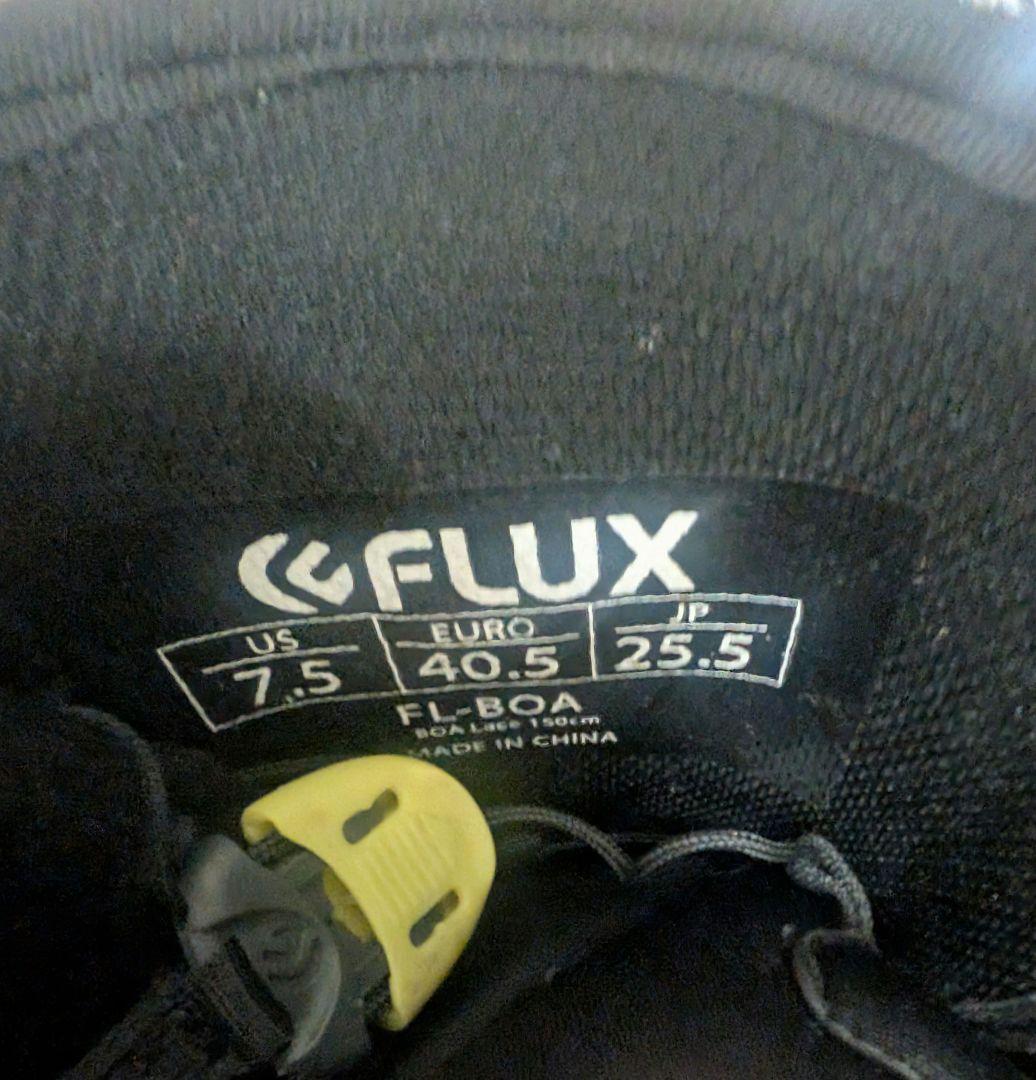 FLUX
US EURO JP
7.5 40.5 25.5
FL-BOA
BOA Lace 150cm
MADE IN CHINA